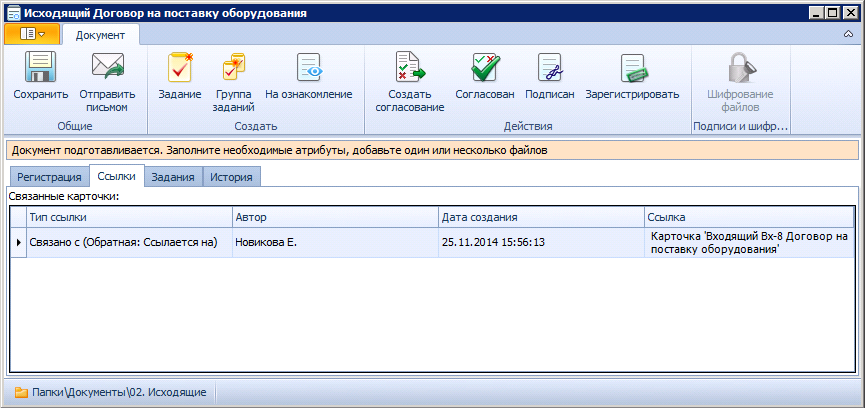 Исходящий Договор на поставку оборудования
Документ
Сохранить
Отправить
письмом
Общие
Задание
Группа
заданий
На ознакомление
Создать
Создать
согласование
Согласован
Подписан
Зарегистрировать
Действия
Шифрование
файлов
Подписи и шифр...
Документ подготавливается. Заполните необходимые атрибуты, добавьте один или несколько файлов
Регистрация Ссылки Задания История
Связанные карточки:
Тип ссылки Автор Дата создания Ссылка
Связано с (Обратная: Ссылается на) Новикова Е. 25.11.2014 15:56:13 Карточка 'Входящий Вх-8 Договор на
поставку оборудования'
Папки\Документы\02. Исходящие